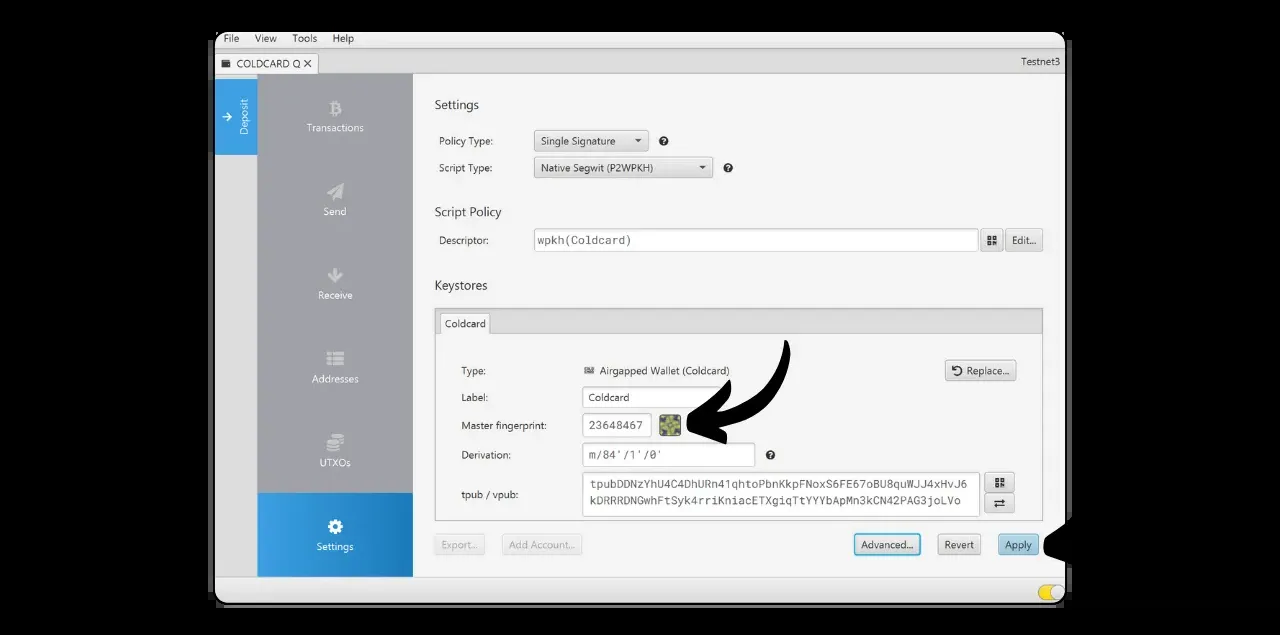 File View Tools Help
COLDCARD Q
Testnet3
Deposit
Transactions
Send
Receive
Addresses
UTXOs
Settings
Settings
Policy Type: Single Signature
Script Type: Native Segwit (P2WPKH)
Script Policy
Descriptor: wpkh(Coldcard) Edit...
Keystores
Coldcard
Type: Airgapped Wallet (Coldcard) Replace...
Label: Coldcard
Master fingerprint: 23648467
Derivation: m/84'/1'/0'
tpub / vpub:
tpubDDNzYhU4C4DhURn41qhtoPbnKkpFNoxS6FE67oBU8quWJJ4xHvJ6
kDRRRDNGwhFtSyk4rriKniacETXgiqTtYYYbApMn3kCN42PAG3joLVo
Export... Add Account... Advanced... Revert Apply